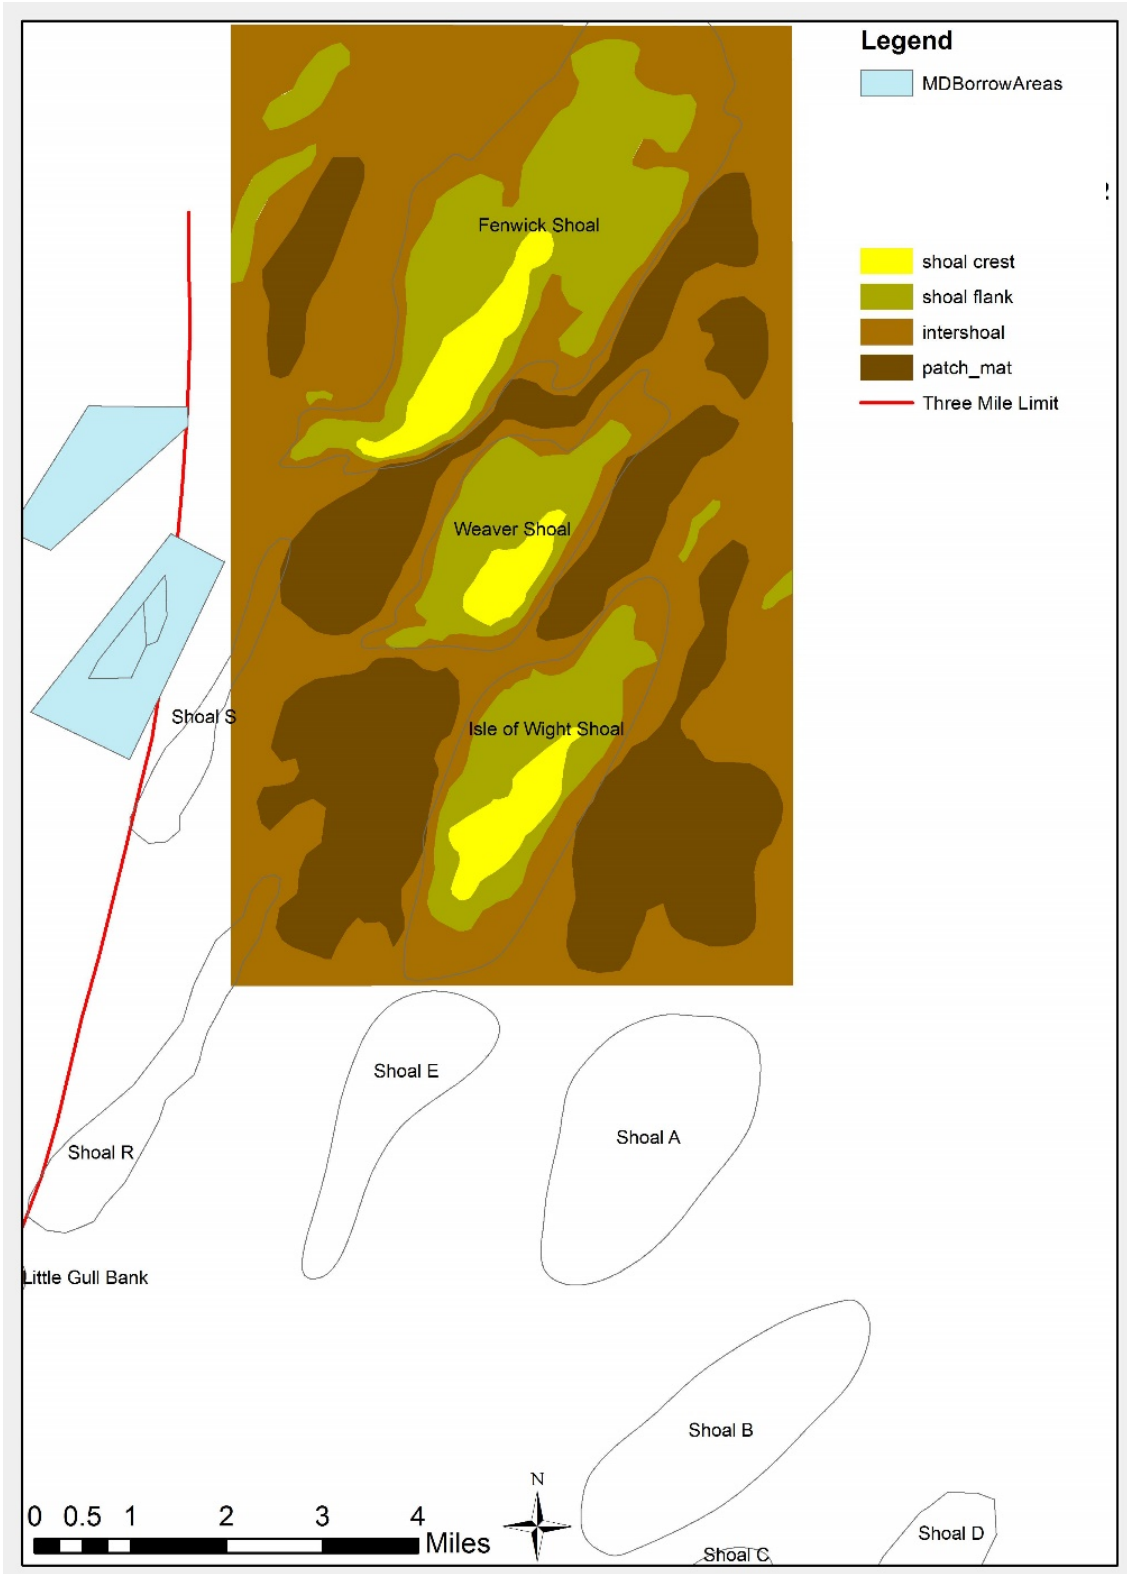 Legend
MDBorrowAreas
shoal crest
shoal flank
intershoal
patch_mat
Three Mile Limit
Fenwick Shoal
Weaver Shoal
Shoal S
Isle of Wight Shoal
Shoal E
Shoal A
Shoal R
Little Gull Bank
Shoal B
Shoal D
Shoal C
N
0 0.5 1 2 3 4
Miles